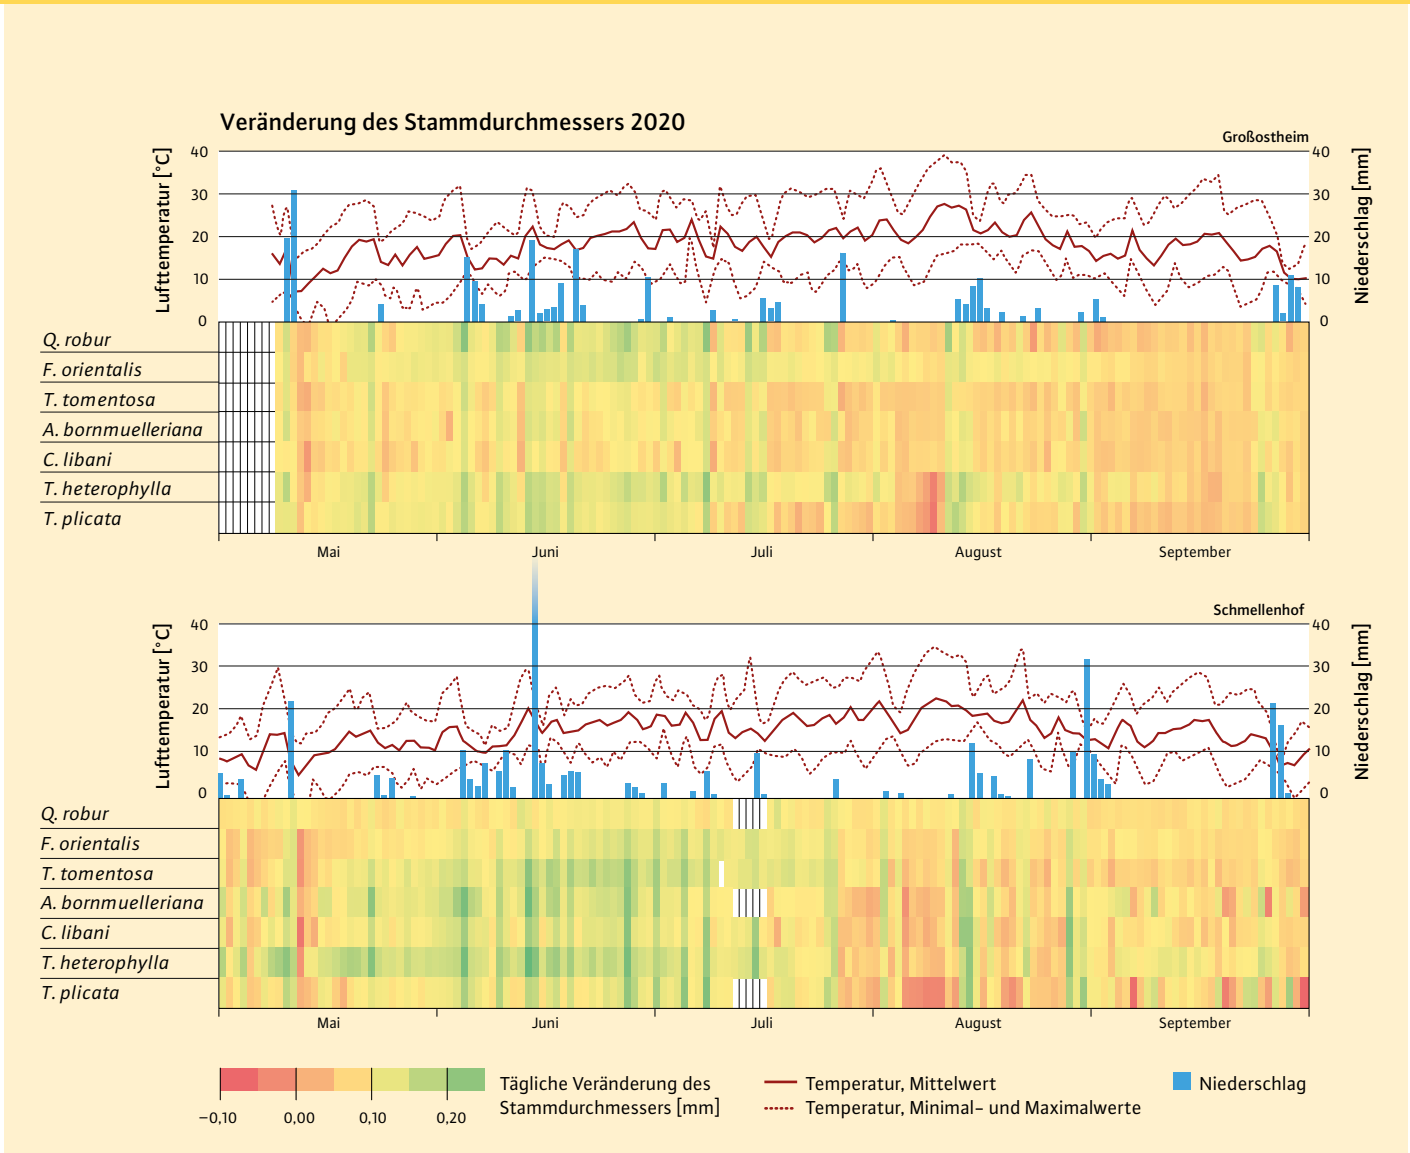 Veränderung des Stammdurchmessers 2020
Großostheim
Lufttemperatur [°C]
40
30
20
10
0
40
30
20
10
0
Niederschlag [mm]
Q. robur
F. orientalis
T. tomentosa
A. bornmuelleriana
C. libani
T. heterophylla
T. plicata
Mai Juni Juli August September
Schmellenhof
Lufttemperatur [°C]
40
30
20
10
0
40
30
20
10
0
Niederschlag [mm]
Q. robur
F. orientalis
T. tomentosa
A. bornmuelleriana
C. libani
T. heterophylla
T. plicata
Mai Juni Juli August September
−0,10 0,00 0,10 0,20
Tägliche Veränderung des
Stammdurchmessers [mm]
Temperatur, Mittelwert
Temperatur, Minimal- und Maximalwerte
Niederschlag